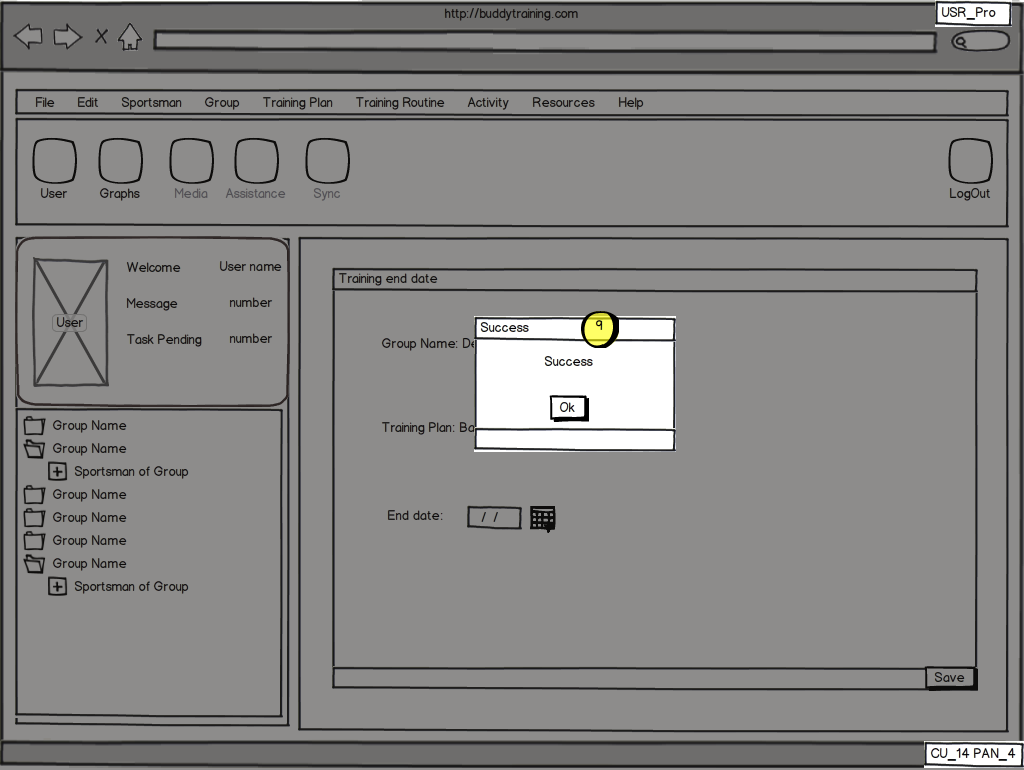 http://buddytraining.com
USR_Pro
X
File Edit Sportsman Group Training Plan Training Routine Activity Resources Help
User Graphs Media Assistance Sync LogOut
Welcome User name
Message number
User
Task Pending number
Training end date
Success 9
Group Name: De
Success
Ok
Training Plan: Ba
End date: / /
Group Name
Group Name
Sportsman of Group
Group Name
Group Name
Group Name
Group Name
Sportsman of Group
Save
CU_14 PAN_4